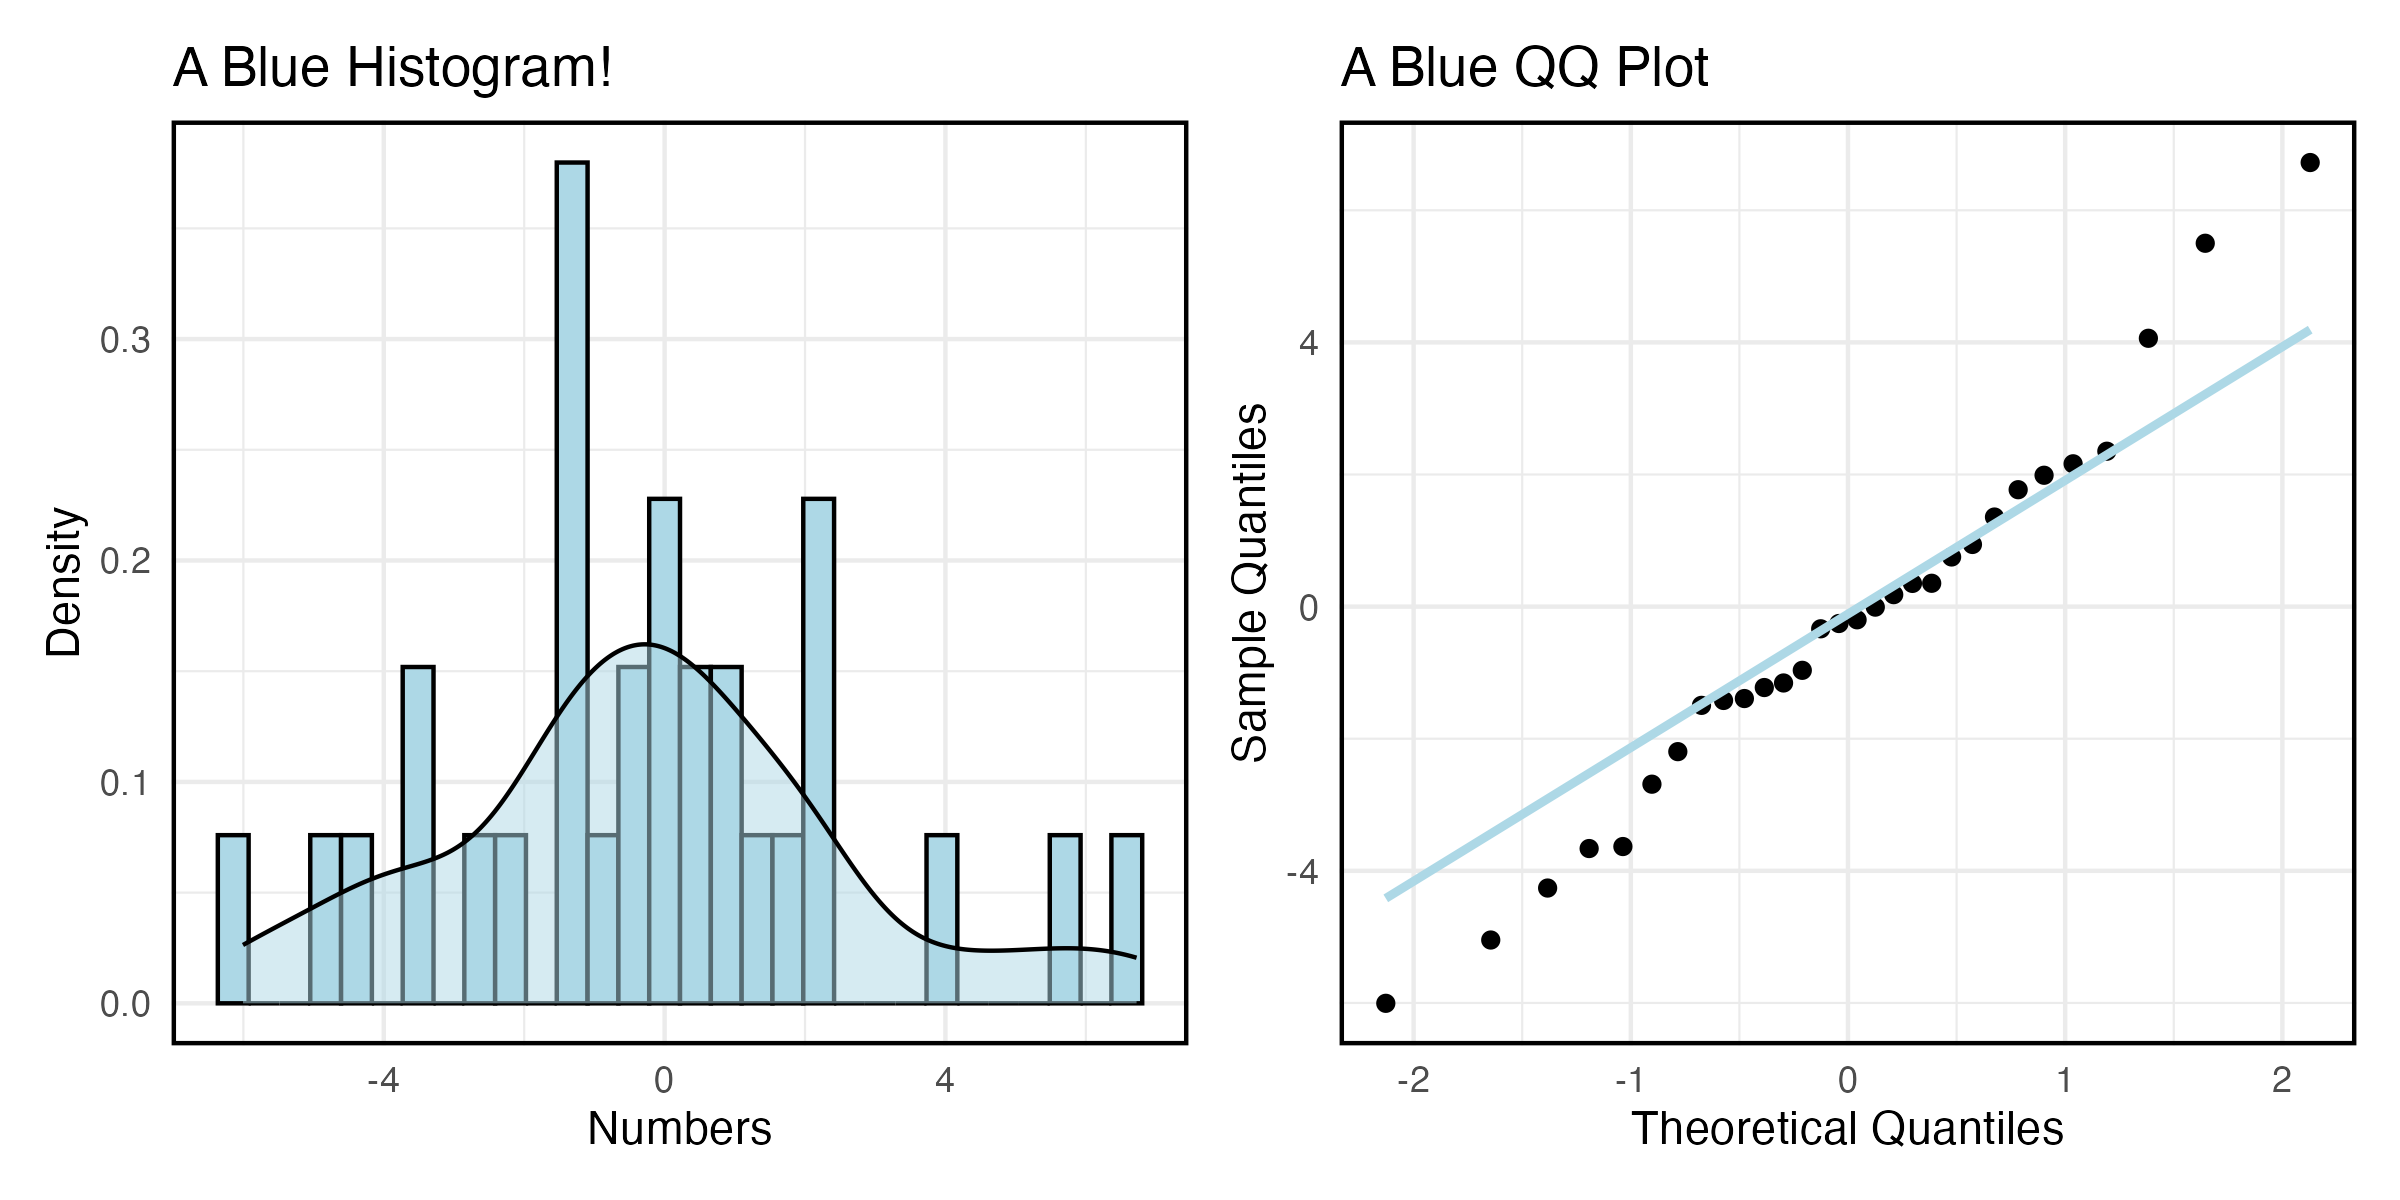 A Blue Histogram!
Density
0.3
0.2
0.1
0.0
-4 0 4
Numbers
A Blue QQ Plot
Sample Quantiles
4
0
-4
-2 -1 0 1 2
Theoretical Quantiles